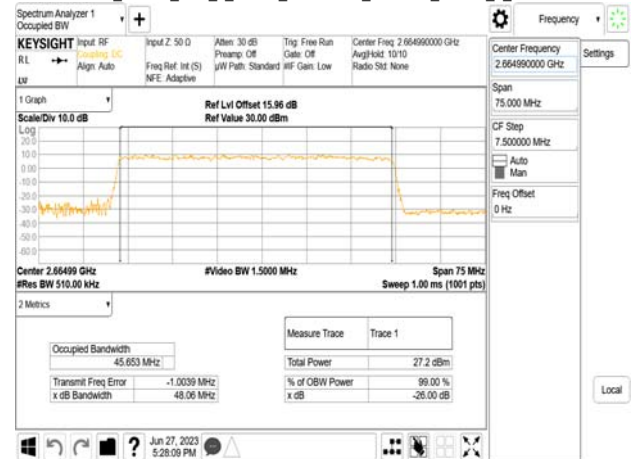 Spectrum Analyzer 1
Occupied BW
+
Frequency
KEYSIGHT
RL
Input: RF
Coupling: DC
Align: Auto
Input Z: 50 Ω
Freq Ref: Int (S)
NFE: Adaptive
Atten: 30 dB
Preamp: Off
µW Path: Standard
Trig: Free Run
Gate: Off
#IF Gain: Low
Center Freq: 2.664990000 GHz
Avg|Hold: 10/10
Radio Std: None
Center Frequency
2.664990000 GHz
Settings
Span
75.000 MHz
CF Step
7.500000 MHz
Auto
Man
Freq Offset
0 Hz
1 Graph
Scale/Div 10.0 dB
Ref Lvl Offset 15.96 dB
Ref Value 30.00 dBm
Log
20.0
10.0
0.00
-10.0
-20.0
-30.0
-40.0
-50.0
-60.0
Center 2.66499 GHz
#Res BW 510.00 kHz
#Video BW 1.5000 MHz
Span 75 MHz
Sweep 1.00 ms (1001 pts)
2 Metrics
Measure Trace Trace 1
Occupied Bandwidth
45.653 MHz
Total Power 27.2 dBm
Transmit Freq Error -1.0039 MHz
% of OBW Power 99.00 %
x dB Bandwidth 48.06 MHz
x dB -26.00 dB
Local
?
Jun 27, 2023
5:28:09 PM